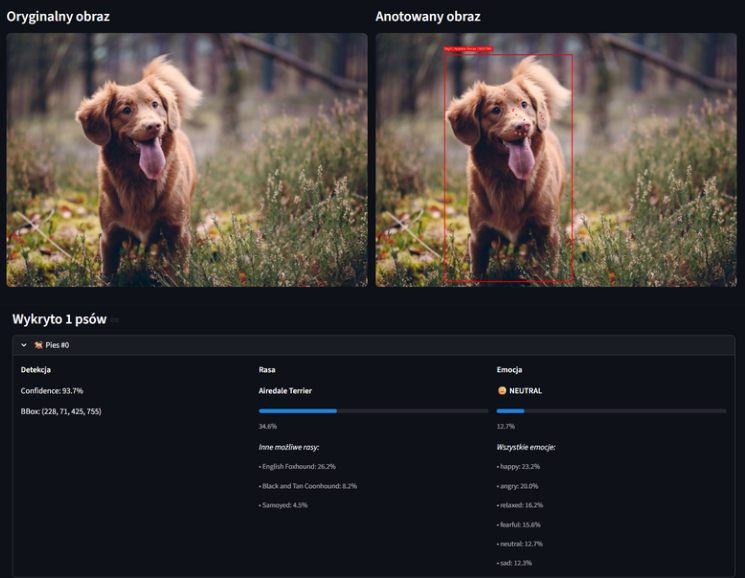 Oryginalny obraz
Anotowany obraz
Wykryto 1 psów
Pies #0
Detekcja
Confidence: 93.7%
BBox: (228, 71, 425, 755)
Rasa
Airedale Terrier
34.6%
Inne możliwe rasy:
• English Foxhound: 26.2%
• Black and Tan Coonhound: 8.2%
• Samoyed: 4.5%
Emocja
NEUTRAL
12.7%
Wszystkie emocje:
• happy: 23.2%
• angry: 20.0%
• relaxed: 16.2%
• fearful: 15.6%
• neutral: 12.7%
• sad: 12.3%